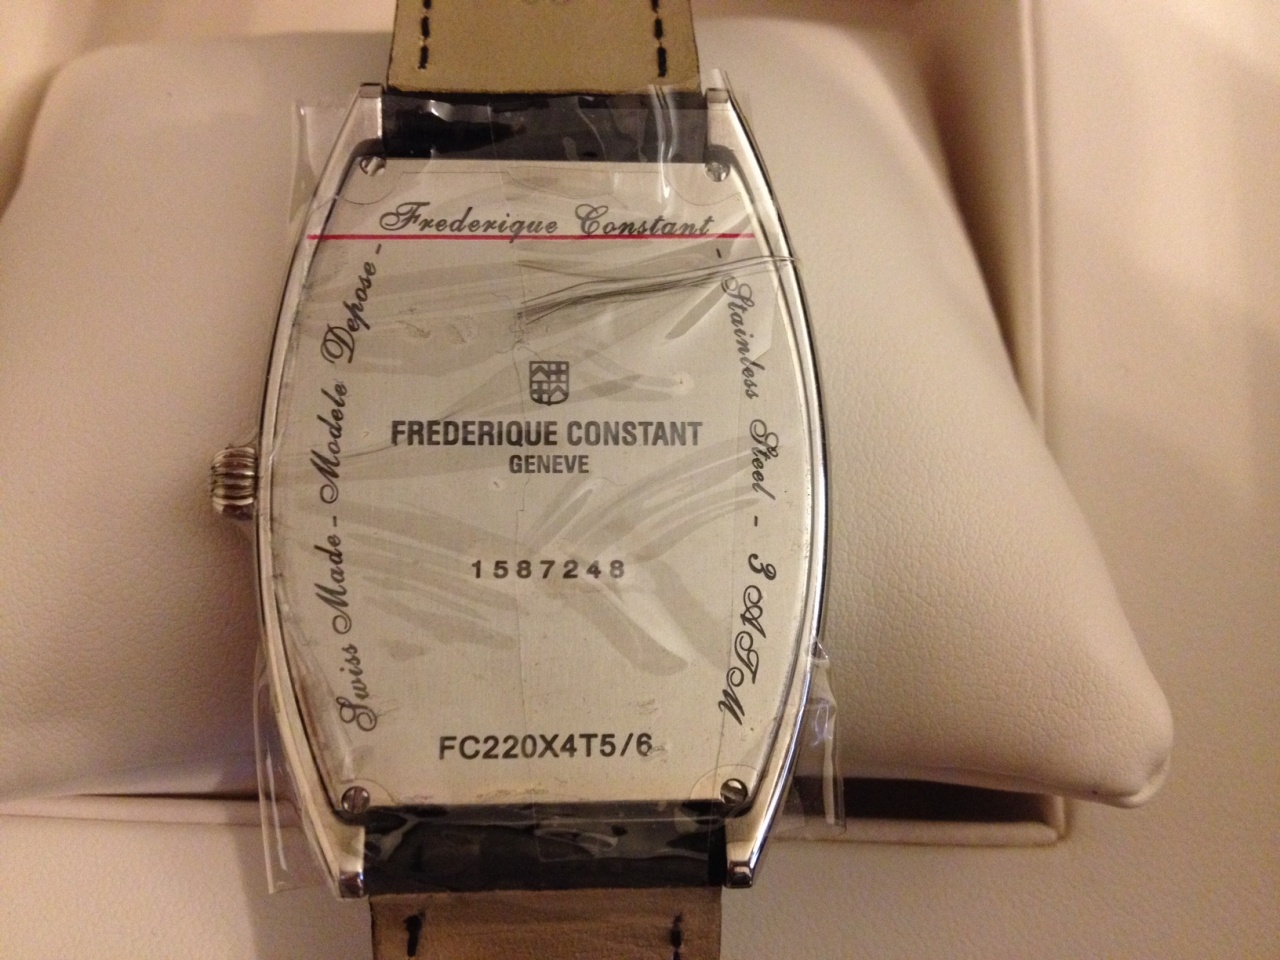 Frederique Constant
Swiss Made - Modele Depose -
- Stainless Steel - 3 ATM
FREDERIQUE CONSTANT
GENEVE
1587248
FC220X4T5/6